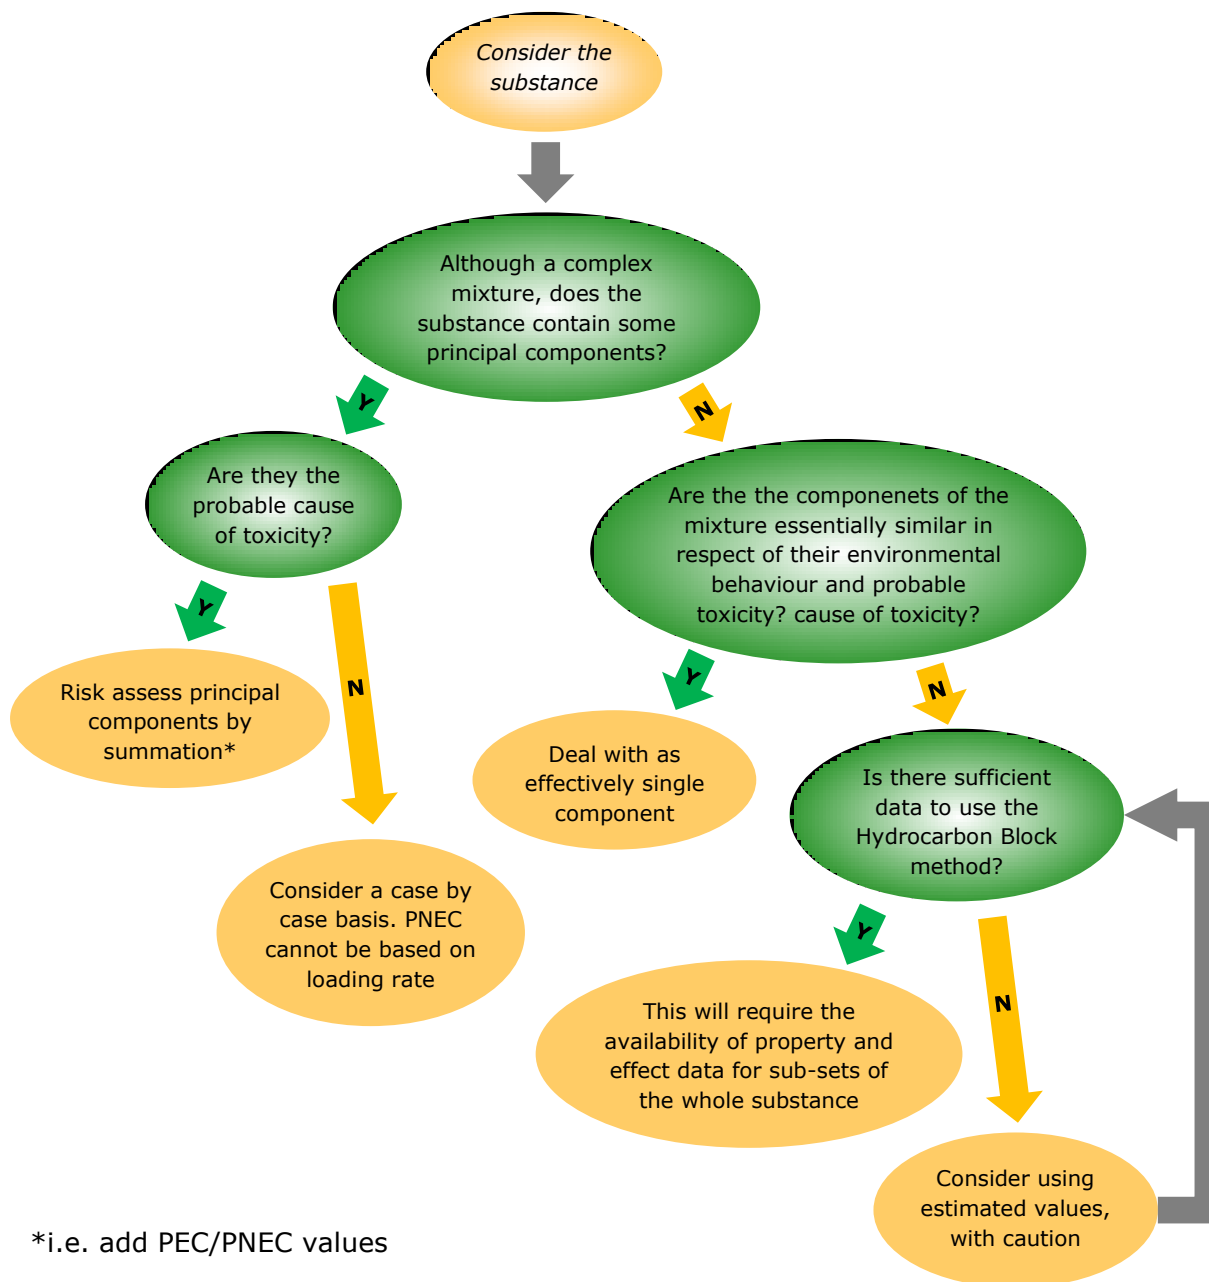 Consider the
substance
Although a complex
mixture, does the
substance contain some
principal components?
Y
N
Are they the
probable cause
of toxicity?
Are the the componenets of the
mixture essentially similar in
respect of their environmental
behaviour and probable
toxicity? cause of toxicity?
Y
N
Y
N
Risk assess principal
components by
summation*
Deal with as
effectively single
component
Is there sufficient
data to use the
Hydrocarbon Block
method?
Consider a case by
case basis. PNEC
cannot be based on
loading rate
Y
N
This will require the
availability of property and
effect data for sub-sets of
the whole substance
Consider using
estimated values,
with caution
*i.e. add PEC/PNEC values